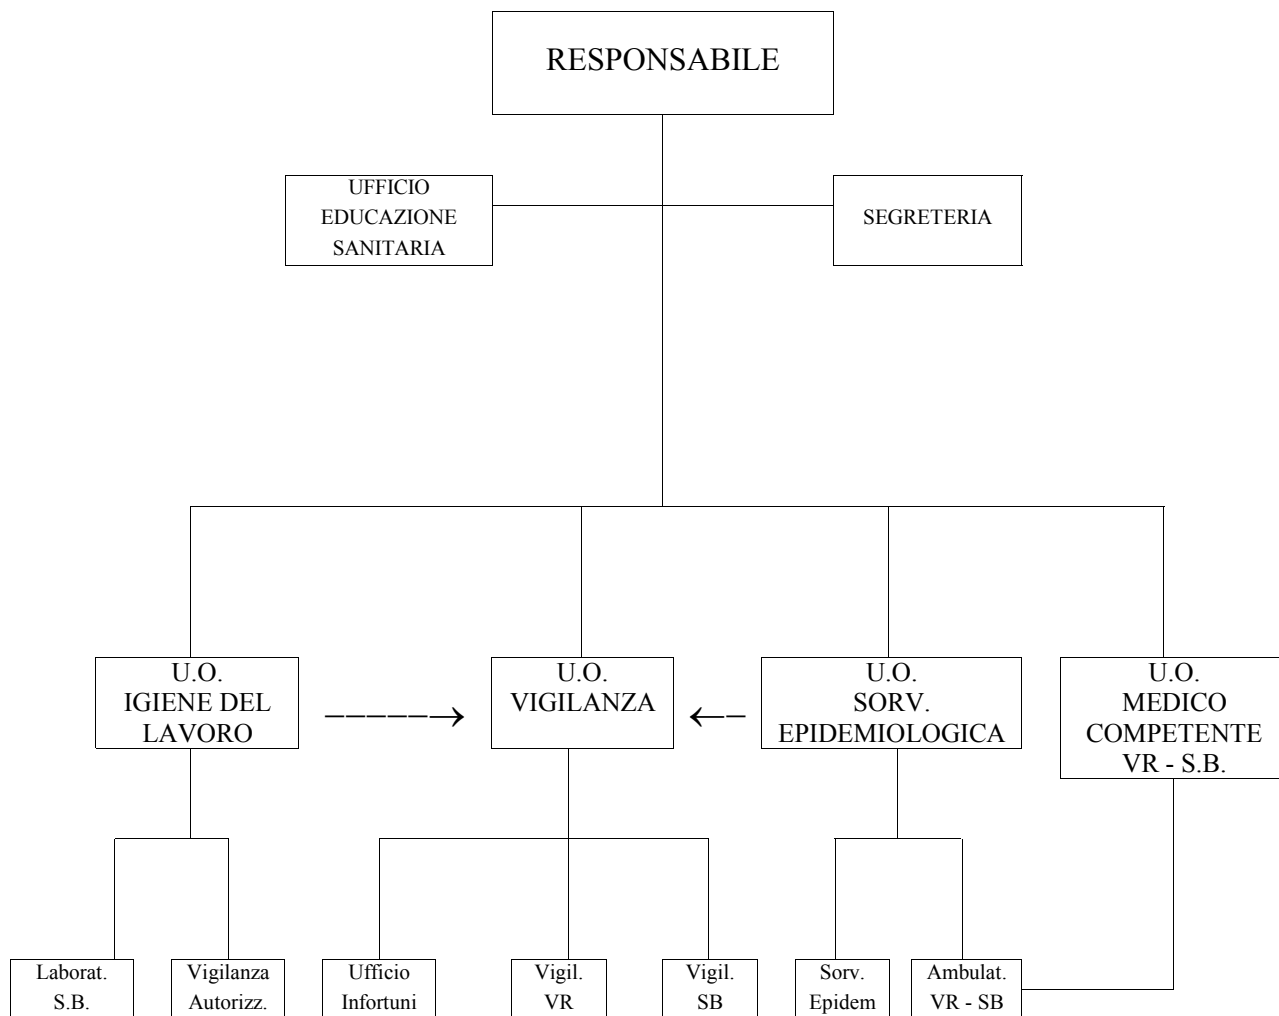 RESPONSABILE
UFFICIO
EDUCAZIONE
SANITARIA
SEGRETERIA
U.O.
IGIENE DEL
LAVORO
U.O.
VIGILANZA
U.O.
SORV.
EPIDEMIOLOGICA
U.O.
MEDICO
COMPETENTE
VR - S.B.
Laborat.
S.B.
Vigilanza
Autorizz.
Ufficio
Infortuni
Vigil.
VR
Vigil.
SB
Sorv.
Epidem
Ambulat.
VR - SB